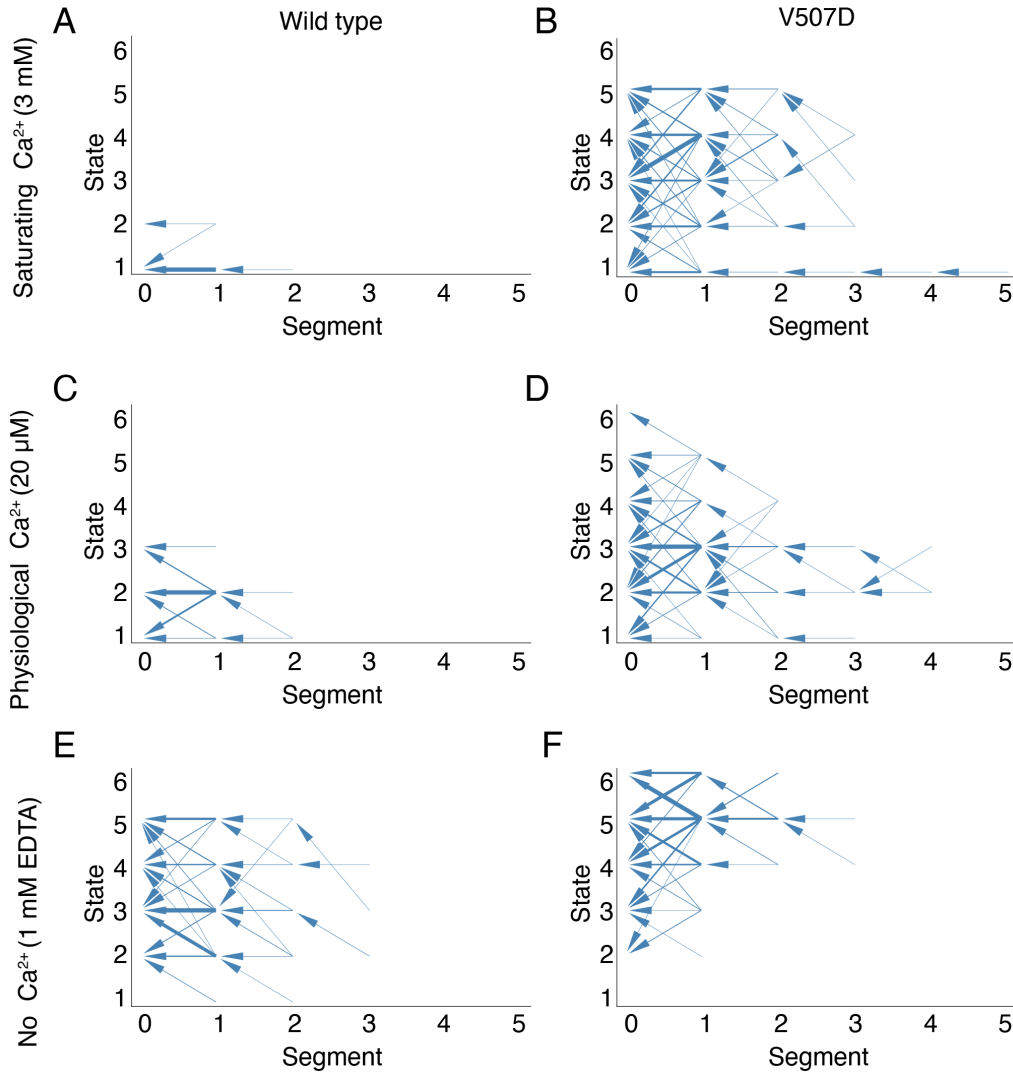 A
Wild type
B
V507D
Saturating Ca²⁺ (3 mM)
State
6
5
4
3
2
1
0 1 2 3 4 5
Segment
State
6
5
4
3
2
1
0 1 2 3 4 5
Segment
C
D
Physiological Ca²⁺ (20 µM)
State
6
5
4
3
2
1
0 1 2 3 4 5
Segment
State
6
5
4
3
2
1
0 1 2 3 4 5
Segment
E
F
No Ca²⁺ (1 mM EDTA)
State
6
5
4
3
2
1
0 1 2 3 4 5
Segment
State
6
5
4
3
2
1
0 1 2 3 4 5
Segment